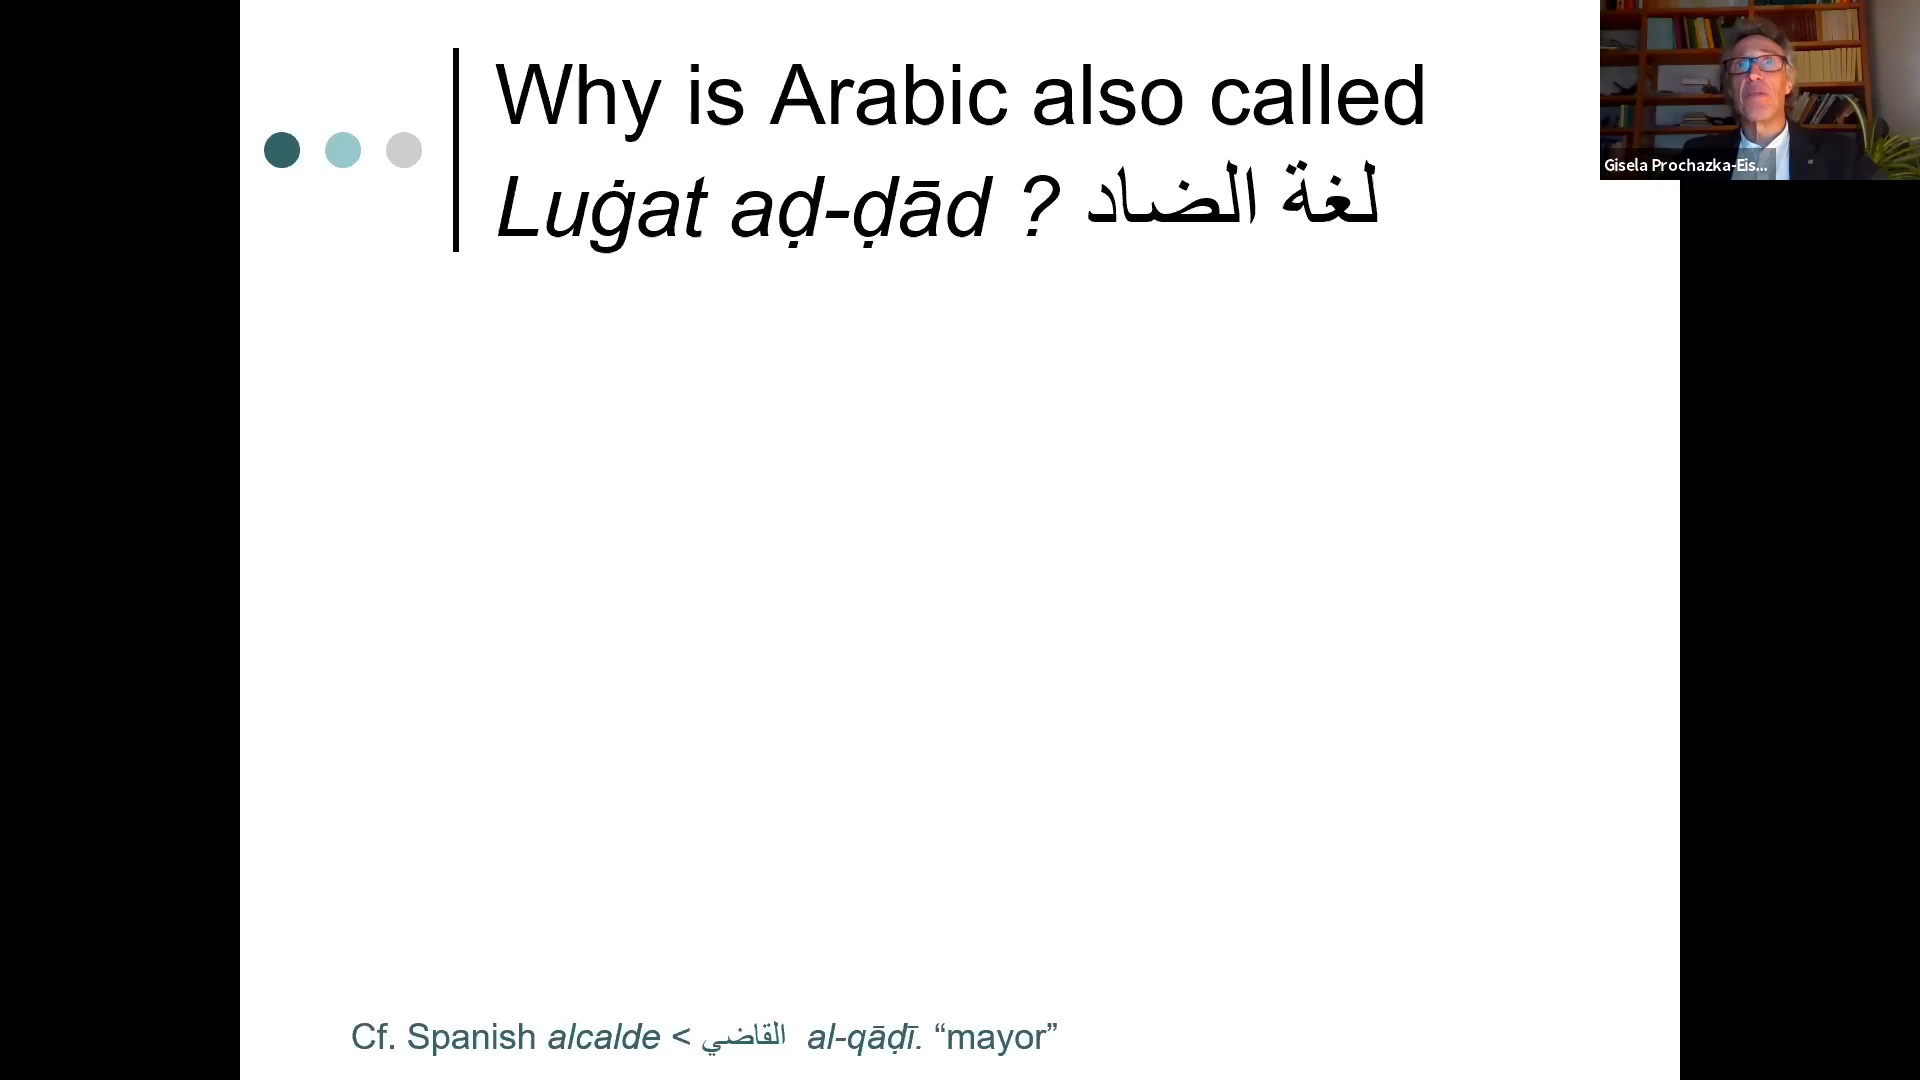 Why is Arabic also called
Luġat aḍ-ḍād ? لغة الضاد
Gisela Prochazka-Eis...
Cf. Spanish alcalde < القاضي al-qāḍī. “mayor”